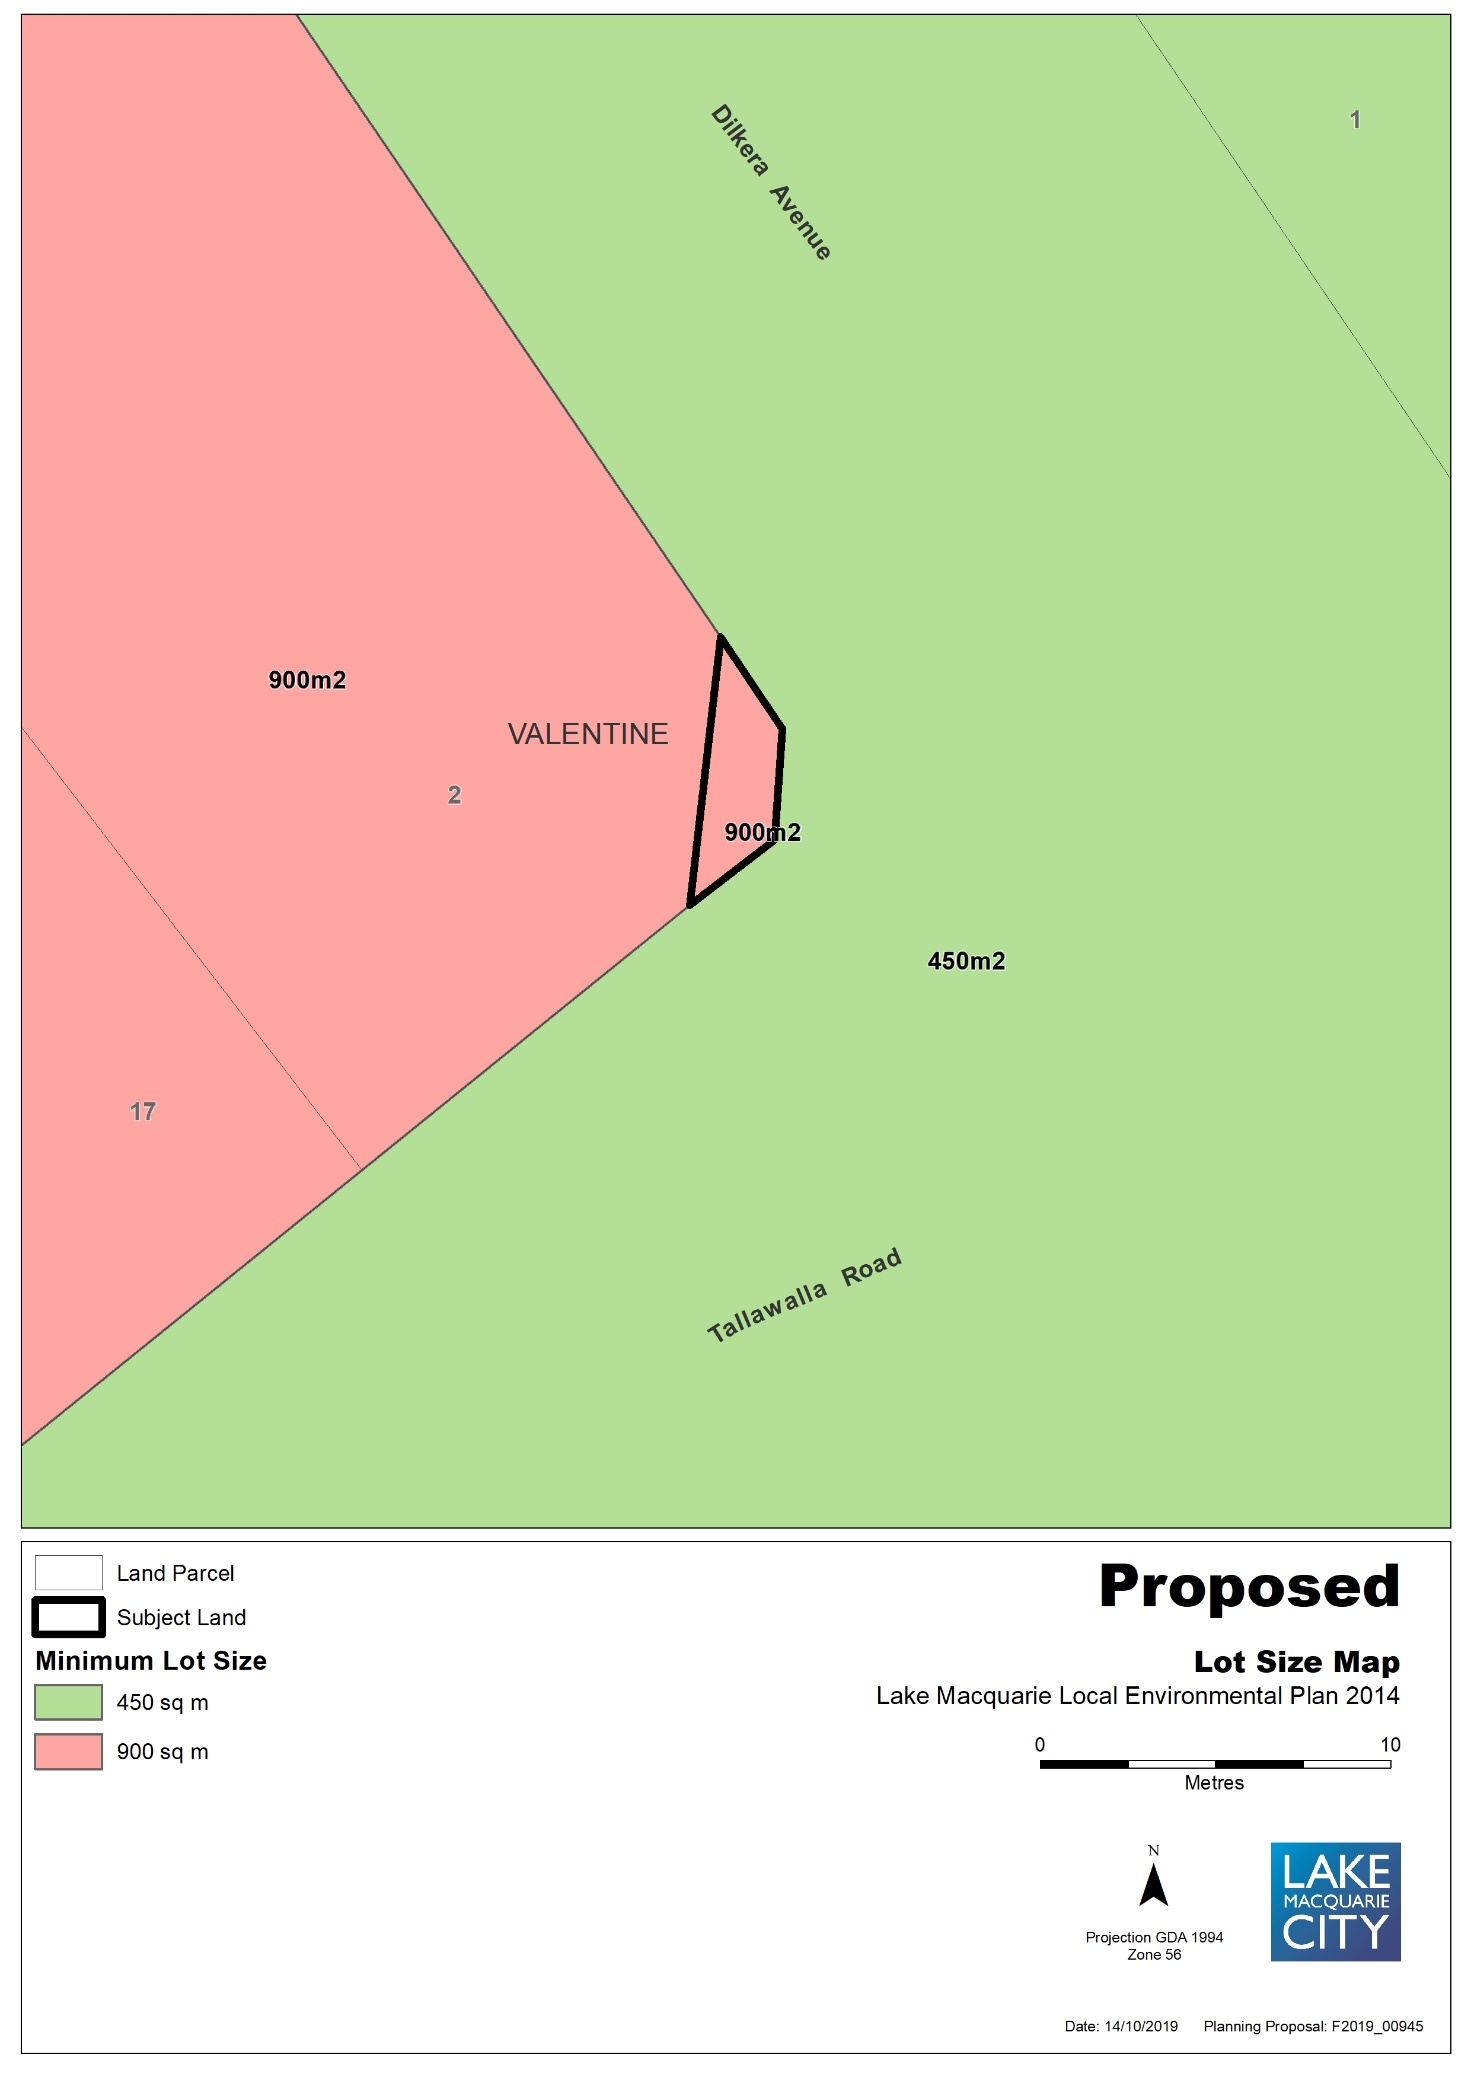 Dilkera Avenue
1
900m2
VALENTINE
2
900m2
450m2
17
Tallawalla Road
Land Parcel
Subject Land
Minimum Lot Size
450 sq m
900 sq m
Proposed
Lot Size Map
Lake Macquarie Local Environmental Plan 2014
0 10
Metres
N
Projection GDA 1994
Zone 56
LAKE
MACQUARIE
CITY
Date: 14/10/2019 Planning Proposal: F2019_00945